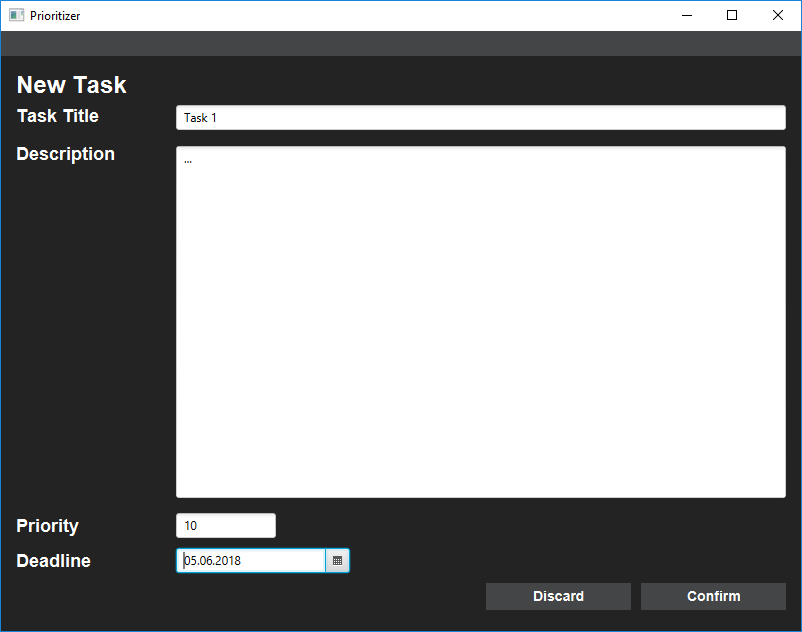 Prioritizer
New Task
Task Title
Task 1
Description
...
Priority
10
Deadline
05.06.2018
Discard
Confirm